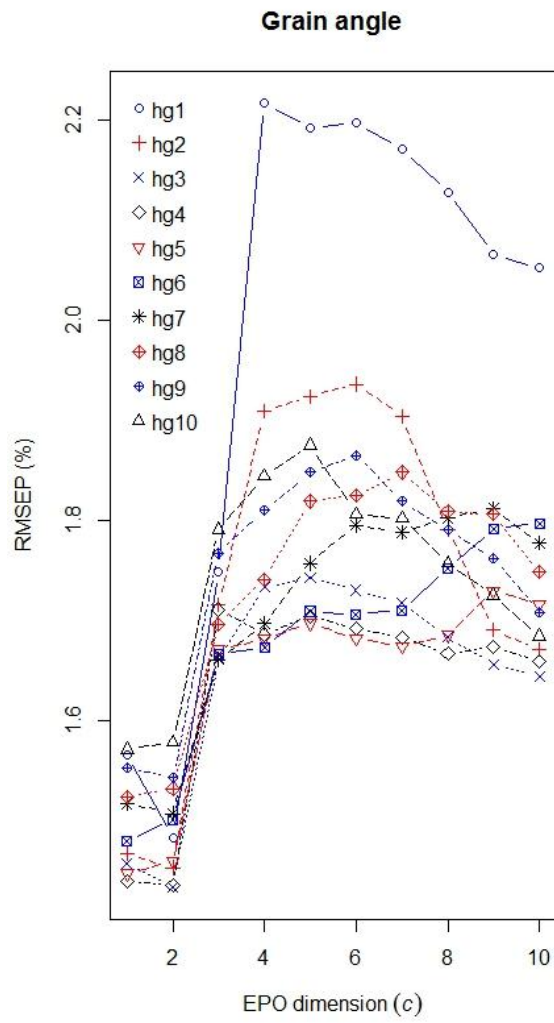 Grain angle
2.2
2.0
1.8
1.6
RMSEP (%)
hg1
hg2
hg3
hg4
hg5
hg6
hg7
hg8
hg9
hg10
2 4 6 8 10
EPO dimension (c)